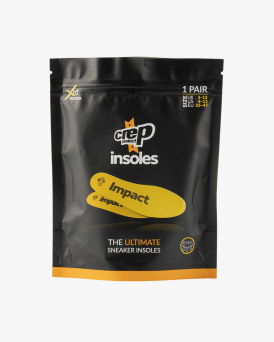 1 PAIR
crep
protect
insoles
Impact
Impact
THE ULTIMATE
SNEAKER INSOLES